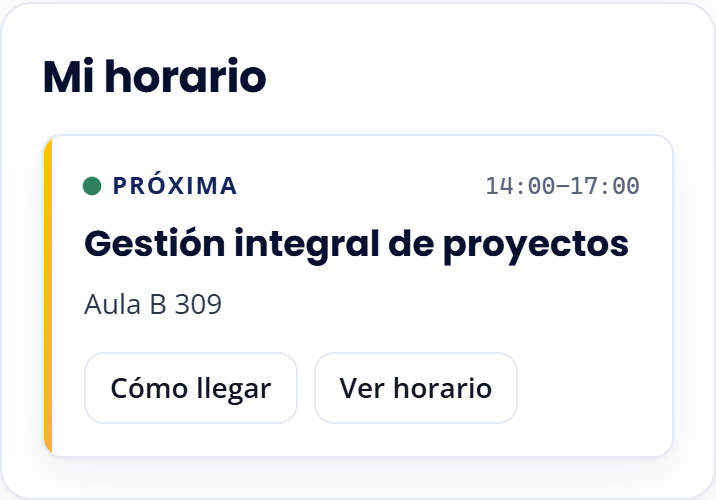 Mi horario
PRÓXIMA 14:00–17:00
Gestión integral de proyectos
Aula B 309
Cómo llegar Ver horario